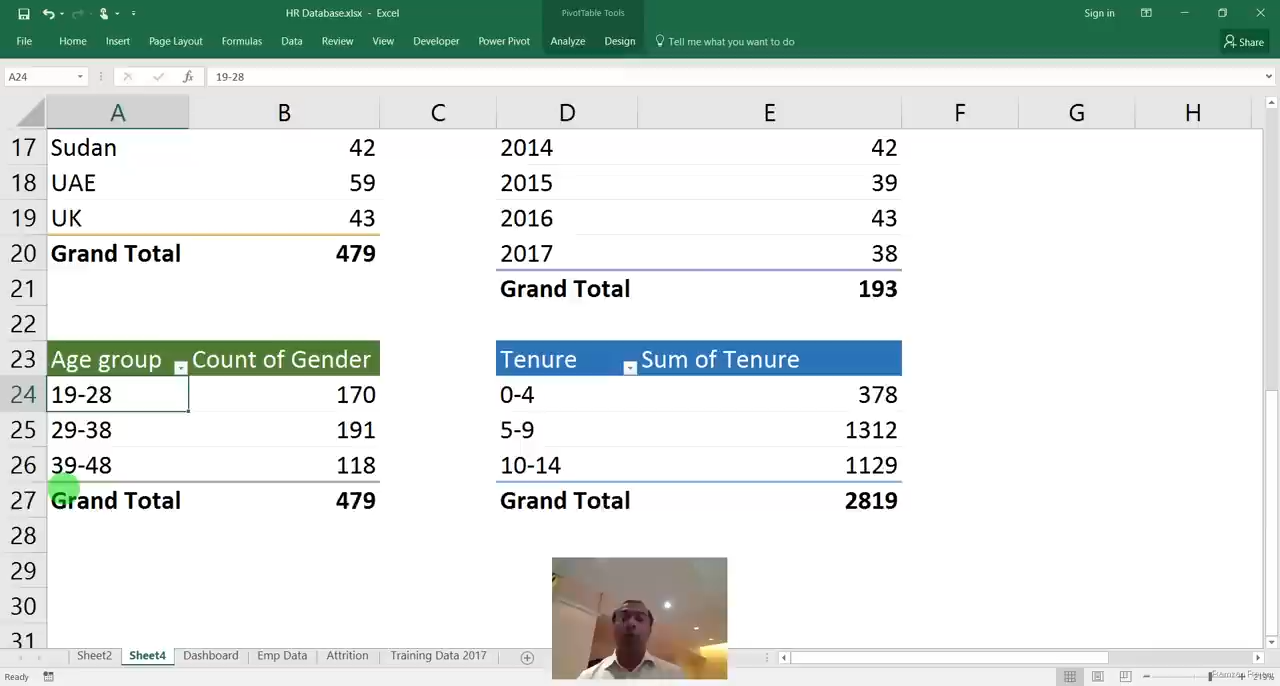 HR Database.xlsx - Excel
PivotTable Tools
Sign in
File Home Insert Page Layout Formulas Data Review View Developer Power Pivot Analyze Design Tell me what you want to do Share
A24 fx 19-28
A B C D E F G H
17 Sudan 42 2014 42
18 UAE 59 2015 39
19 UK 43 2016 43
20 Grand Total 479 2017 38
21 Grand Total 193
22
23 Age group Count of Gender Tenure Sum of Tenure
24 19-28 170 0-4 378
25 29-38 191 5-9 1312
26 39-48 118 10-14 1129
27 Grand Total 479 Grand Total 2819
28
29
30
31
Sheet2 Sheet4 Dashboard Emp Data Attrition Training Data 2017
Ready